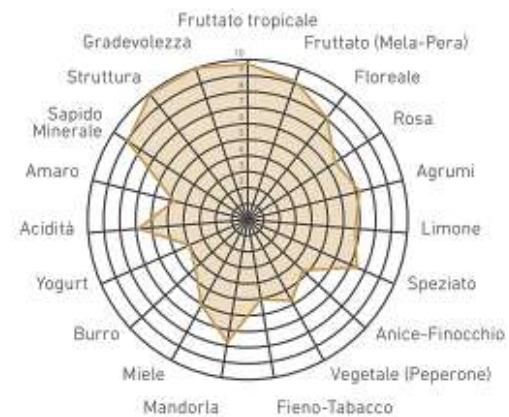 Fruttato tropicale
Gradevolezza
Fruttato (Mela-Pera)
Struttura
Floreale
Sapido
Minerale
Rosa
Amaro
Agrumi
Acidità
Limone
Yogurt
Speziato
Burro
Anice-Finocchio
Miele
Vegetale (Peperone)
Mandorla
Fieno-Tabacco
10